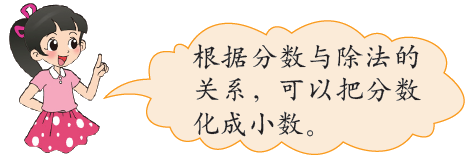 根据分数与除法的
关系，可以把分数
化成小数。